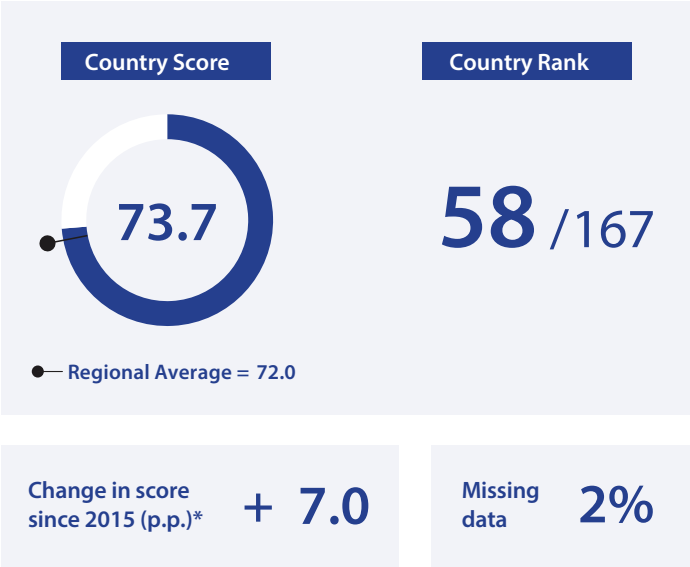 Country Score
Country Rank
73.7
58 /167
Regional Average = 72.0
Change in score
since 2015 (p.p.)*
+ 7.0
Missing
data
2%